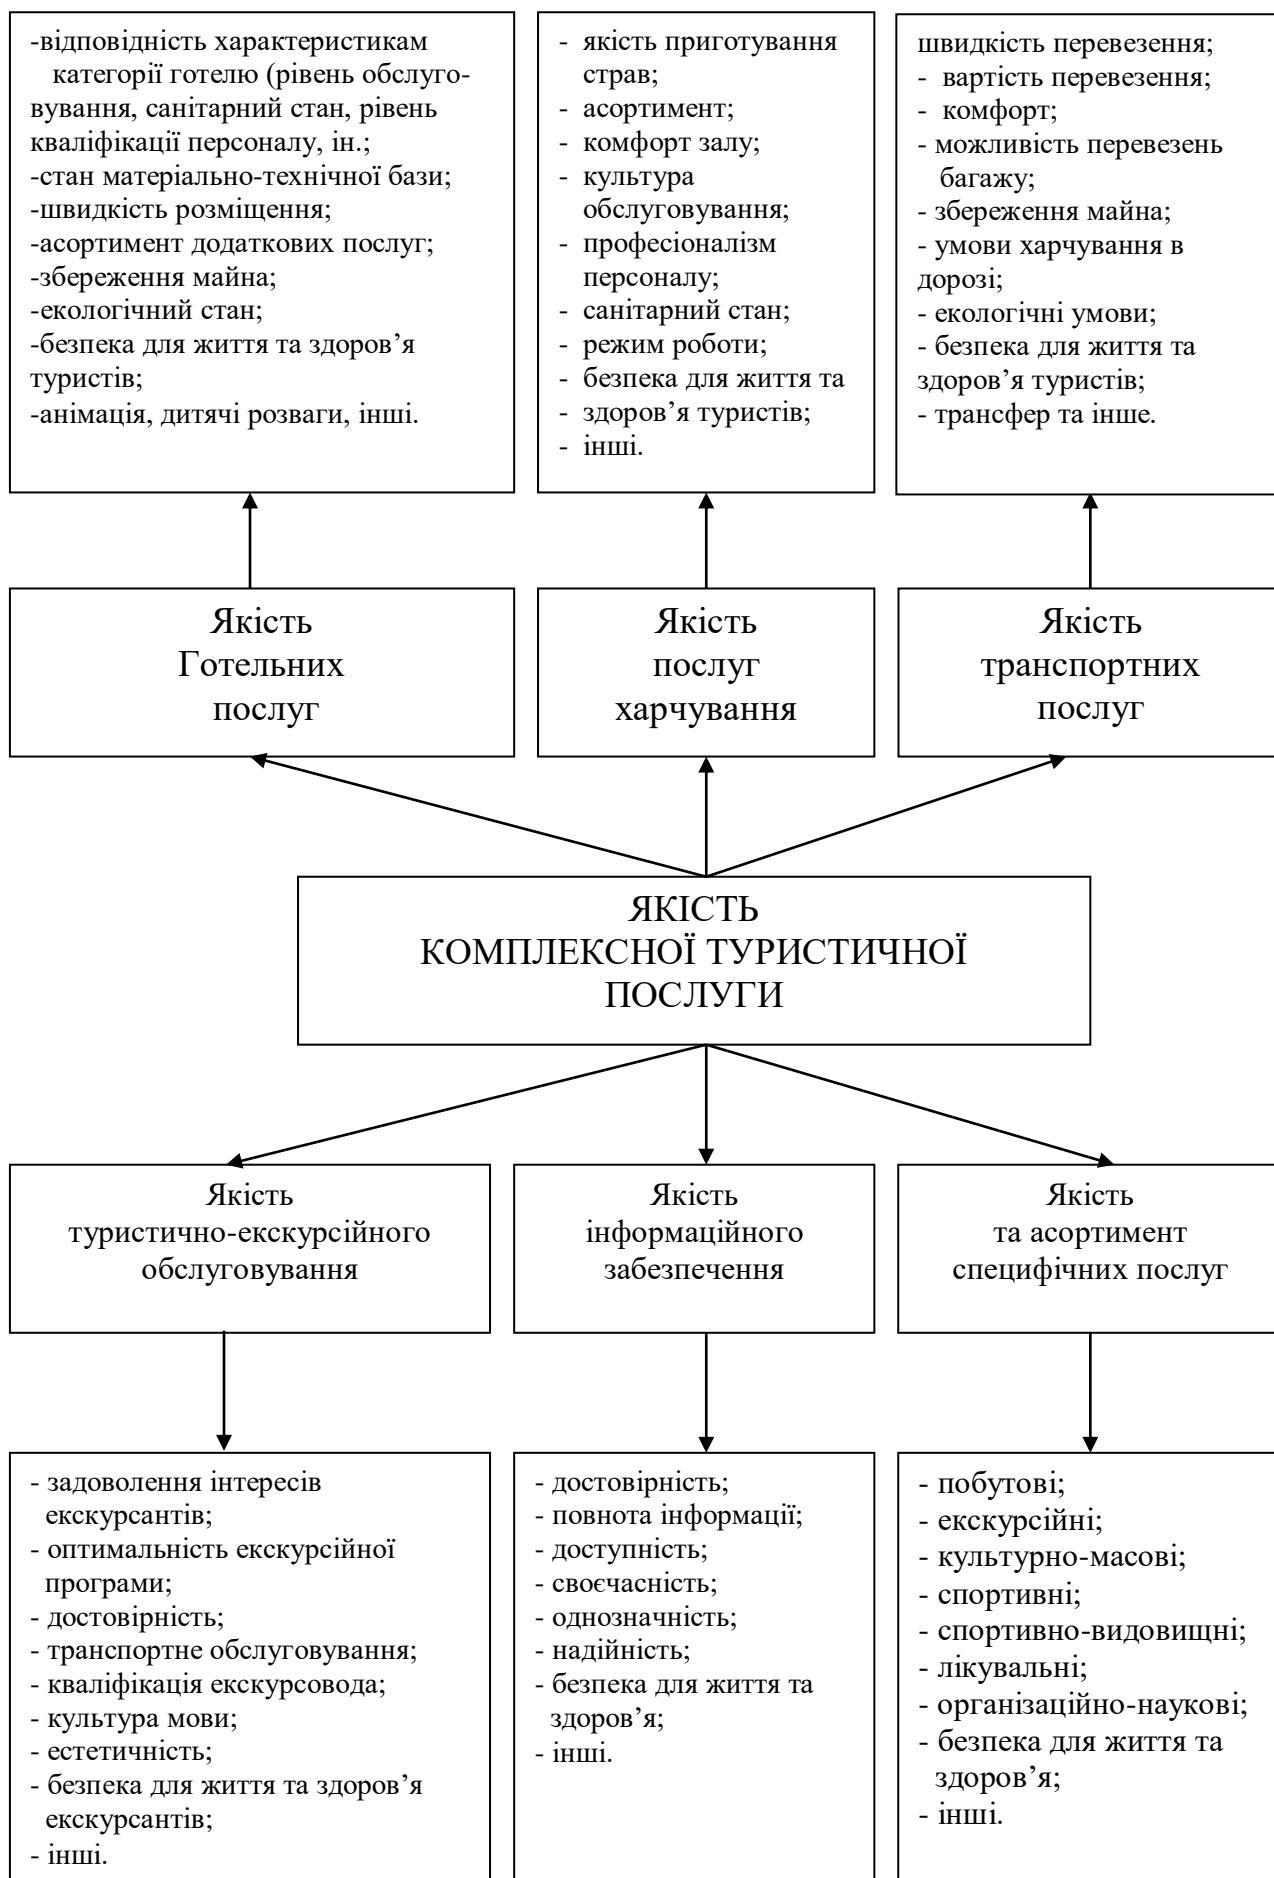 -відповідність характеристикам
категорії готелю (рівень обслуго-
вування, санітарний стан, рівень
кваліфікації персоналу, ін.;
-стан матеріально-технічної бази;
-швидкість розміщення;
-асортимент додаткових послуг;
-збереження майна;
-екологічний стан;
-безпека для життя та здоров’я
туристів;
-анімація, дитячі розваги, інші.
- якість приготування
страв;
- асортимент;
- комфорт залу;
- культура
обслуговування;
- професіоналізм
персоналу;
- санітарний стан;
- режим роботи;
- безпека для життя та
- здоров’я туристів;
- інші.
швидкість перевезення;
- вартість перевезення;
- комфорт;
- можливість перевезень
багажу;
- збереження майна;
- умови харчування в
дорозі;
- екологічні умови;
- безпека для життя та
здоров’я туристів;
- трансфер та інше.
Якість
Готельних
послуг
Якість
послуг
харчування
Якість
транспортних
послуг
ЯКІСТЬ
КОМПЛЕКСНОЇ ТУРИСТИЧНОЇ
ПОСЛУГИ
Якість
туристично-екскурсійного
обслуговування
Якість
інформаційного
забезпечення
Якість
та асортимент
специфічних послуг
- задоволення інтересів
екскурсантів;
- оптимальність екскурсійної
програми;
- достовірність;
- транспортне обслуговування;
- кваліфікація екскурсовода;
- культура мови;
- естетичність;
- безпека для життя та здоров’я
екскурсантів;
- інші.
- достовірність;
- повнота інформації;
- доступність;
- своєчасність;
- однозначність;
- надійність;
- безпека для життя та
здоров’я;
- інші.
- побутові;
- екскурсійні;
- культурно-масові;
- спортивні;
- спортивно-видовищні;
- лікувальні;
- організаційно-наукові;
- безпека для життя та
здоров’я;
- інші.